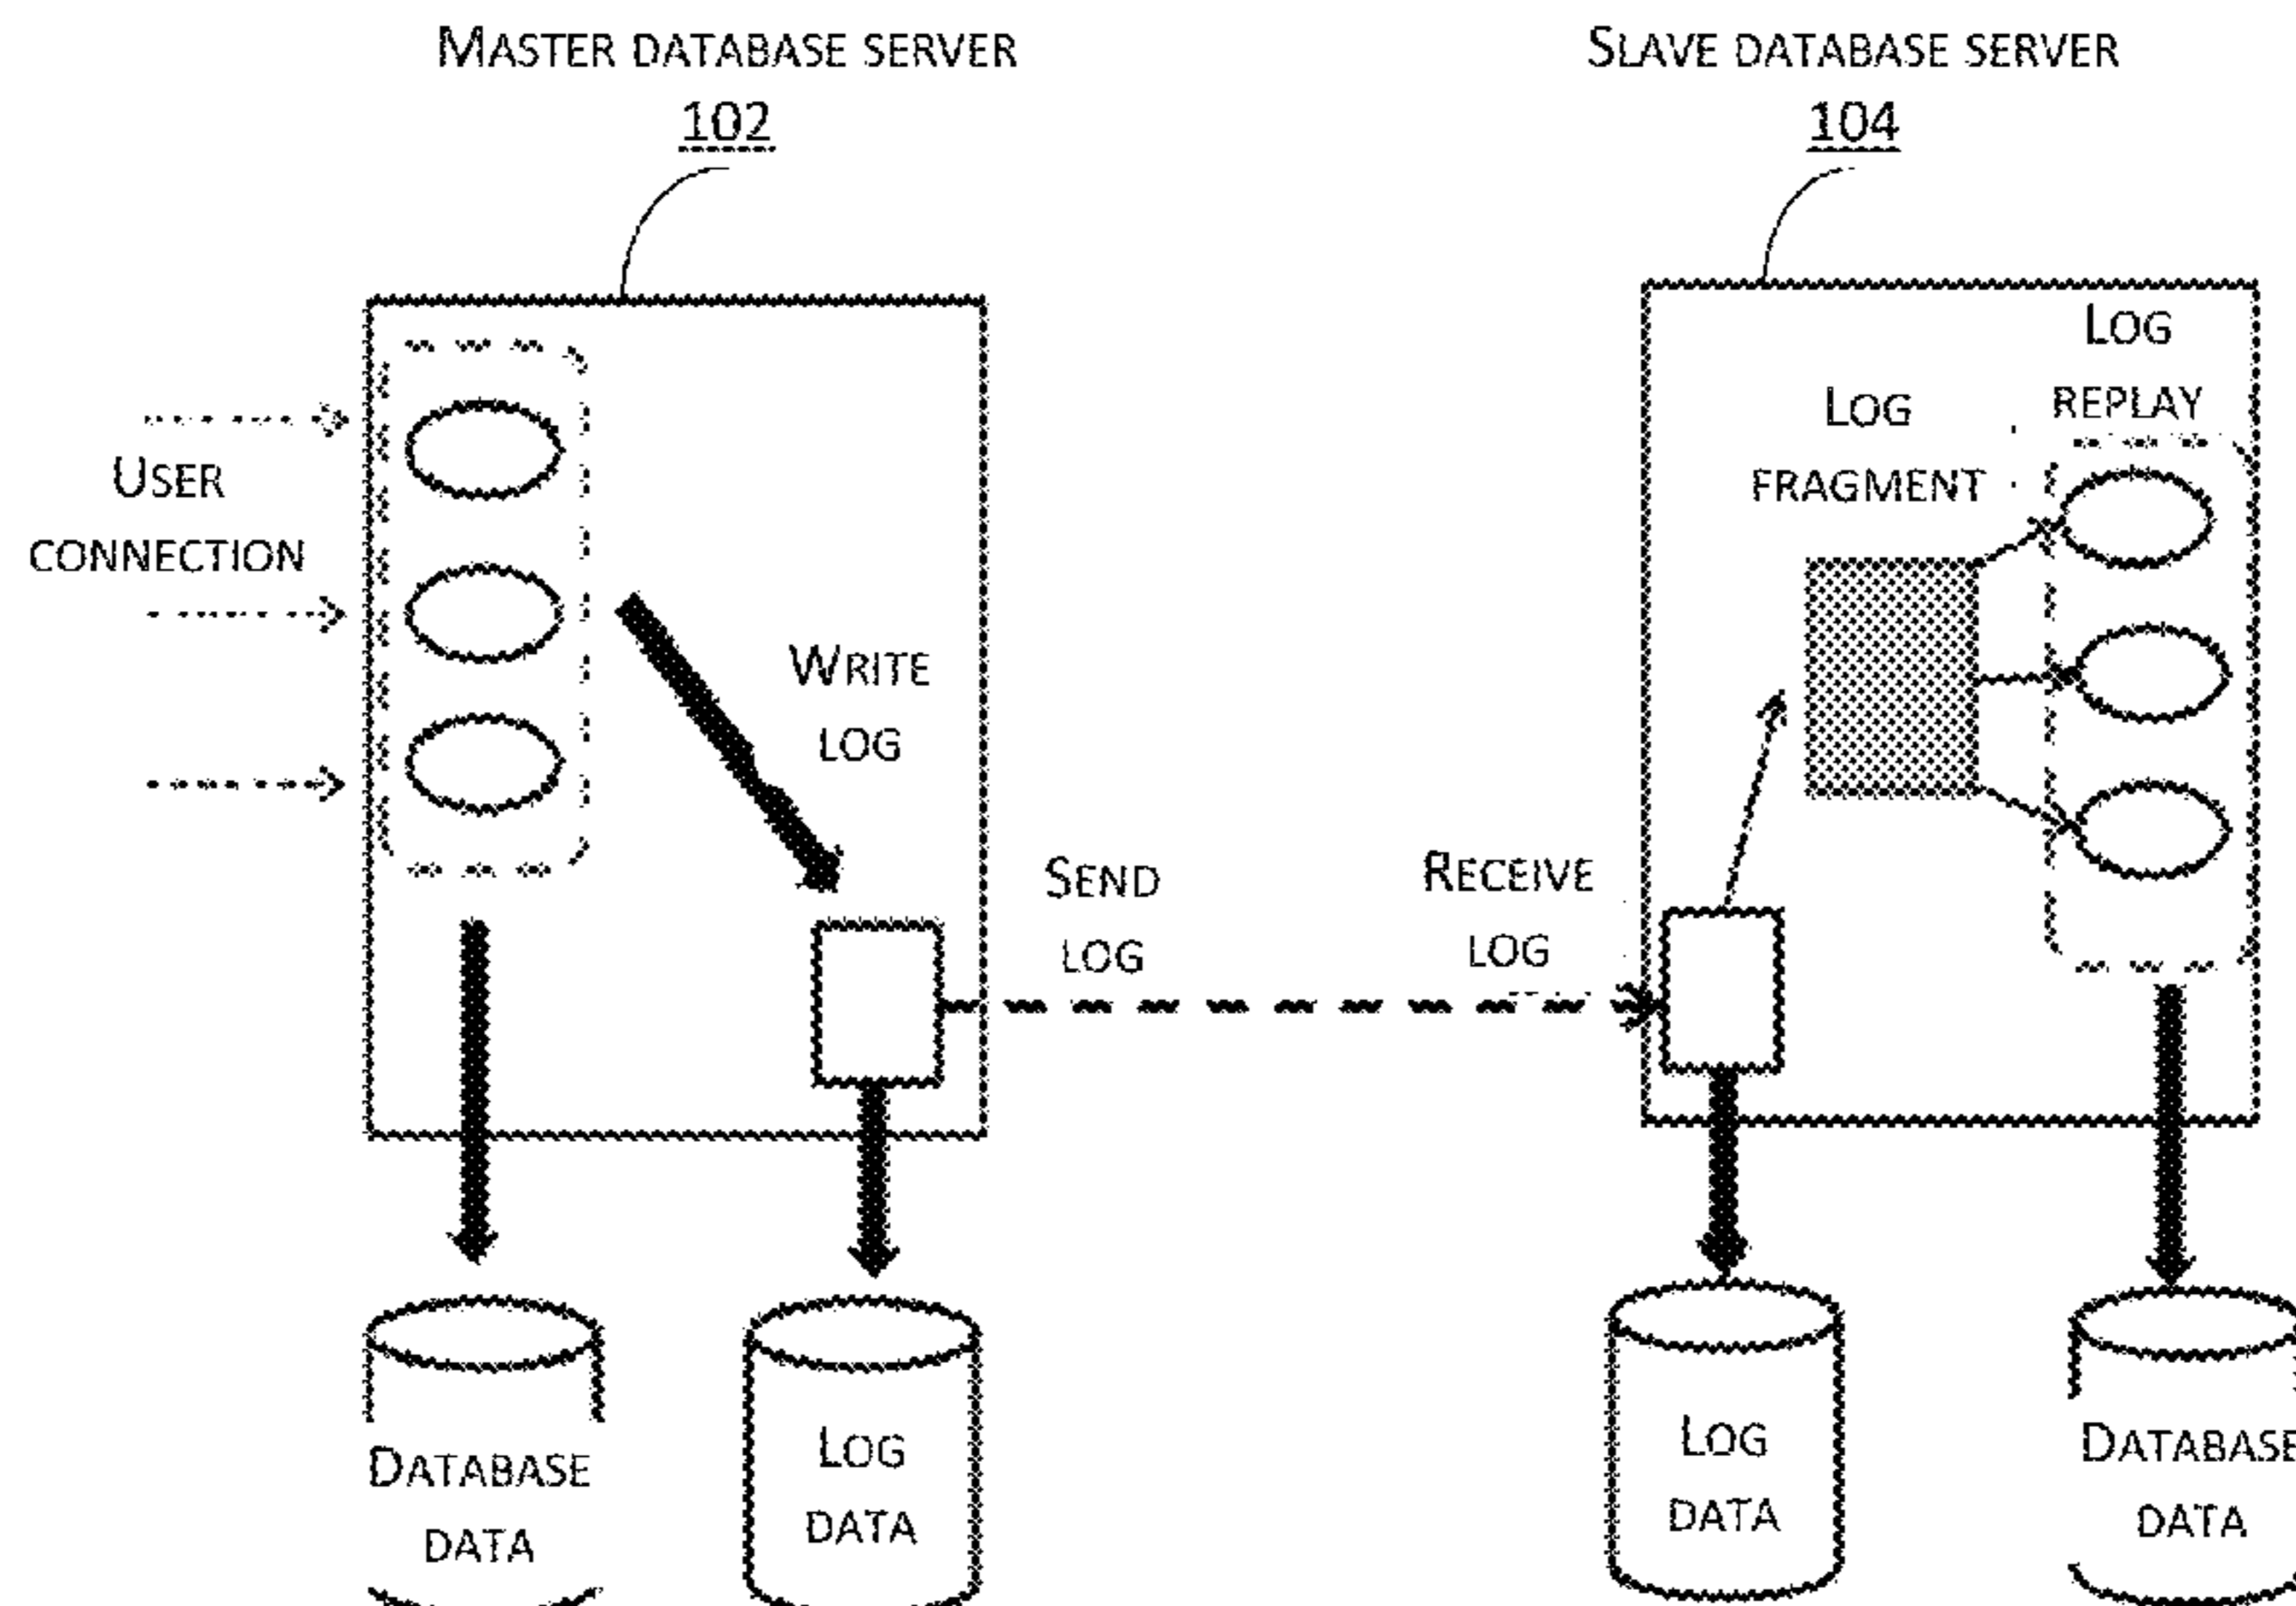 MASTER DATABASE SERVER
102
SLAVE DATABASE SERVER
104
USER
CONNECTION
WRITE
LOG
SEND
LOG
RECEIVE
LOG
LOG
FRAGMENT
LOG
REPLAY
DATABASE
DATA
LOG
DATA
LOG
DATA
DATABASE
DATA